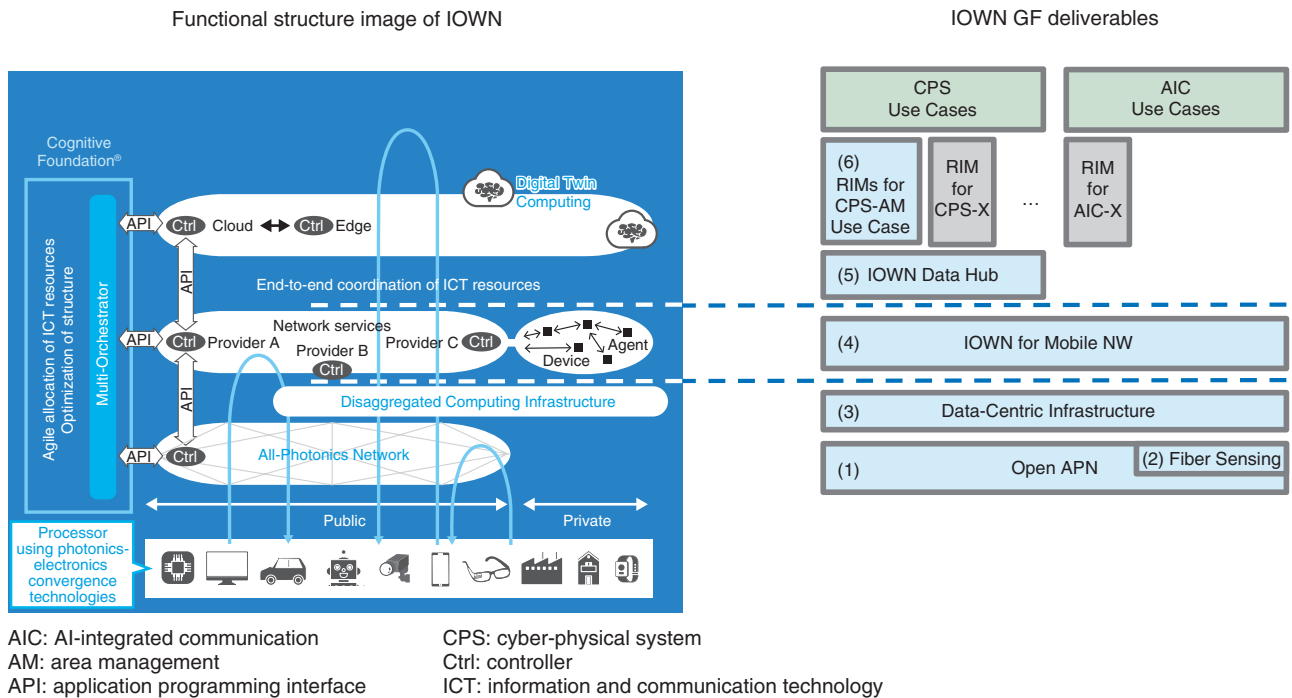 Functional structure image of IOWN
IOWN GF deliverables
Cognitive
Foundation®
Agile allocation of ICT resources
Optimization of structure
Multi-Orchestrator
API
Ctrl
Cloud
Ctrl
Edge
Digital Twin
Computing
API
End-to-end coordination of ICT resources
API
Ctrl
Provider A
Network services
Provider B
Ctrl
Provider C
Ctrl
Agent
Device
API
Disaggregated Computing Infrastructure
API
Ctrl
All-Photonics Network
Public
Private
Processor
using photonics-
electronics
convergence
technologies
CPS
Use Cases
AIC
Use Cases
(6)
RIMs for
CPS-AM
Use Case
RIM
for
CPS-X
...
RIM
for
AIC-X
(5) IOWN Data Hub
(4) IOWN for Mobile NW
(3) Data-Centric Infrastructure
(1) Open APN
(2) Fiber Sensing
AIC: AI-integrated communication
AM: area management
API: application programming interface
CPS: cyber-physical system
Ctrl: controller
ICT: information and communication technology